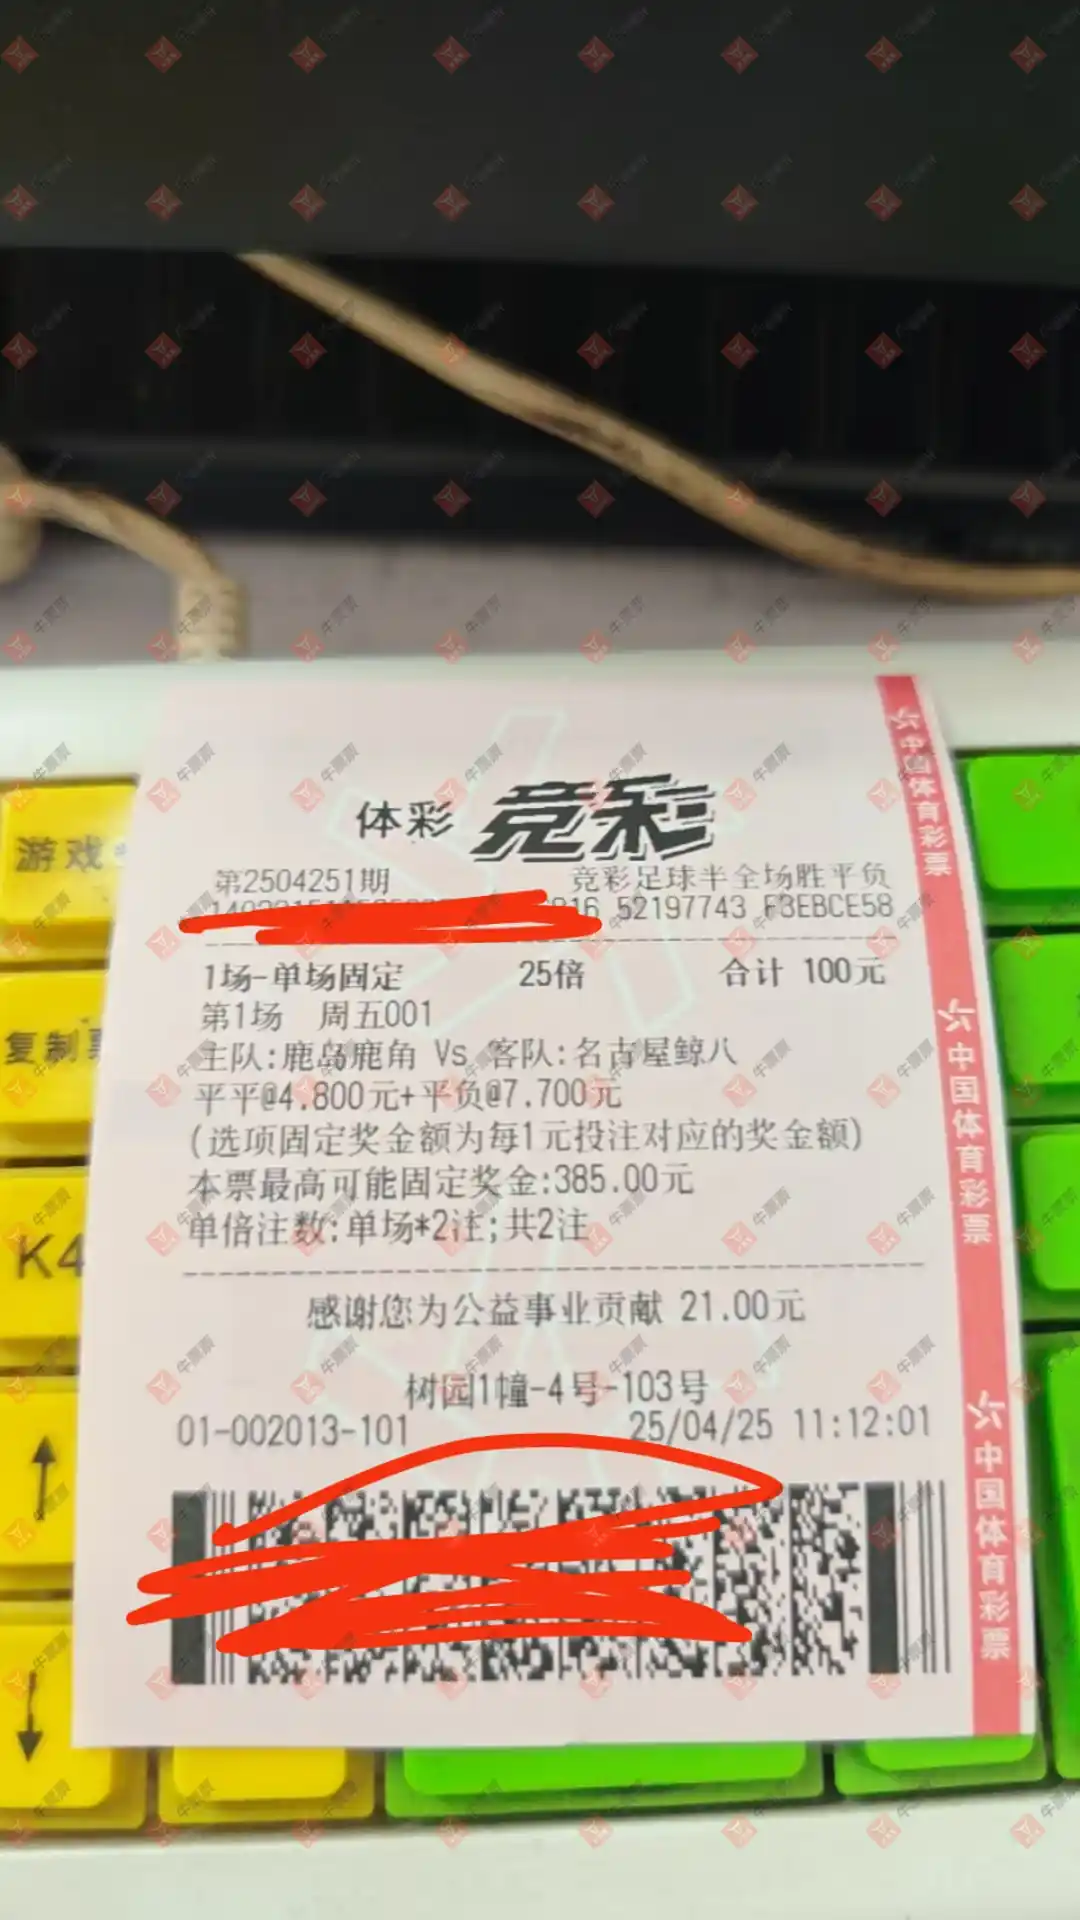 体彩 竞彩
第2504251期 竞彩足球半全场胜平负
52197743 F3EBCE58
1场-单场固定 25倍 合计 100元
第1场 周五001
主队:鹿岛鹿角 Vs 客队:名古屋鲸八
平平@4.800元+平负@7.700元
(选项固定奖金额为每1元投注对应的奖金额)
本票最高可能固定奖金:385.00元
单倍注数:单场*2注;共2注
感谢您为公益事业贡献 21.00元
树园1幢-4号-103号
01-002013-101 25/04/25 11:12:01
中国体育彩票
中国体育彩票
中国体育彩票
游戏
复制票
K4
↑
↓
牛票票